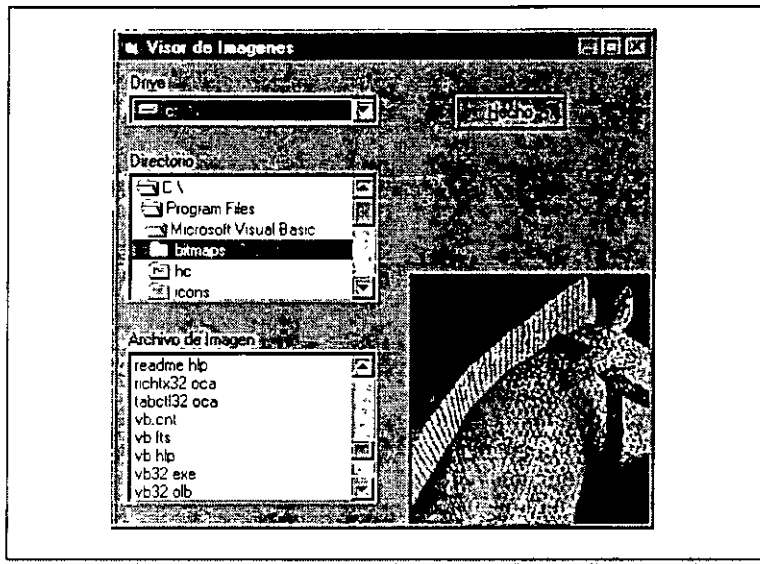 Visor de Imagenes
Drive
c:
Hecho
Directorio
C \
Program Files
Microsoft Visual Basic
bitmaps
hc
icons
Archivo de Imagen
readme hlp
richtx32 oca
tabctl32 oca
vb.cnt
vb fts
vb hlp
vb32 exe
vb32 olb